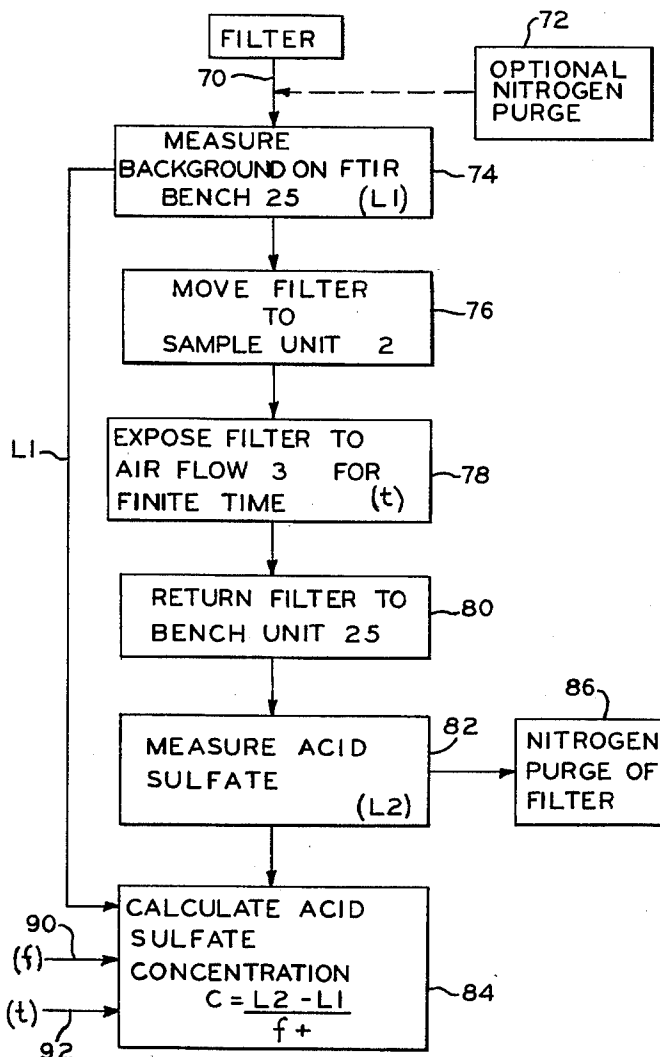 FILTER
70
72
OPTIONAL
NITROGEN
PURGE
MEASURE
BACKGROUND ON FTIR
BENCH 25 (L1)
74
MOVE FILTER
TO
SAMPLE UNIT 2
76
L1
EXPOSE FILTER TO
AIR FLOW 3 FOR
FINITE TIME (t)
78
RETURN FILTER TO
BENCH UNIT 25
80
MEASURE ACID
SULFATE
(L2)
82
86
NITROGEN
PURGE OF
FILTER
CALCULATE ACID
SULFATE
CONCENTRATION
C = L2 - L1
f t
84
90
(f)
(t)
92